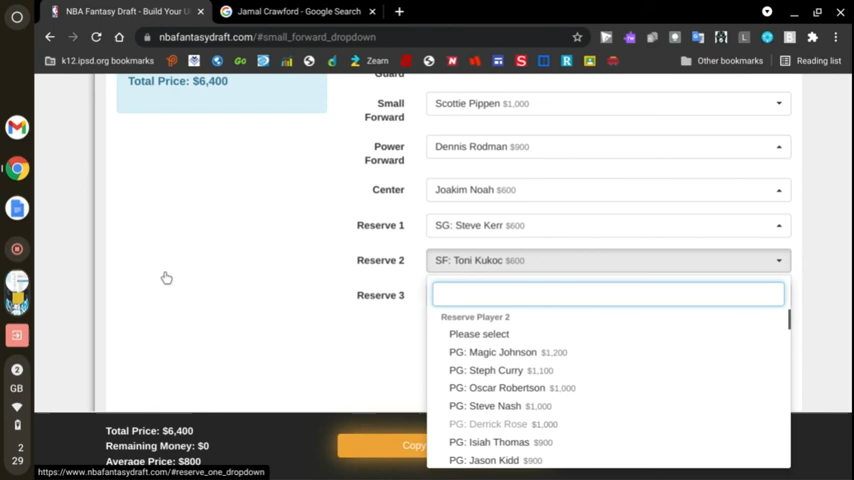 NBA Fantasy Draft - Build Your U
Jamal Crawford - Google Search
nbafantasydraft.com/#small_forward_dropdown
k12.ipsd.org bookmarks
Go
Zearn
Other bookmarks
Reading list
Total Price: $6,400
Guard
Small
Forward
Scottie Pippen $1,000
Power
Forward
Dennis Rodman $900
Center
Joakim Noah $600
Reserve 1
SG: Steve Kerr $600
Reserve 2
SF: Toni Kukoc $600
Reserve 3
Reserve Player 2
Please select
PG: Magic Johnson $1,200
PG: Steph Curry $1,100
PG: Oscar Robertson $1,000
PG: Steve Nash $1,000
PG: Derrick Rose $1,000
PG: Isiah Thomas $900
PG: Jason Kidd $900
Total Price: $6,400
Remaining Money: $0
Average Price: $800
Copy
https://www.nbafantasydraft.com/#reserve_one_dropdown
2
GB
2
29